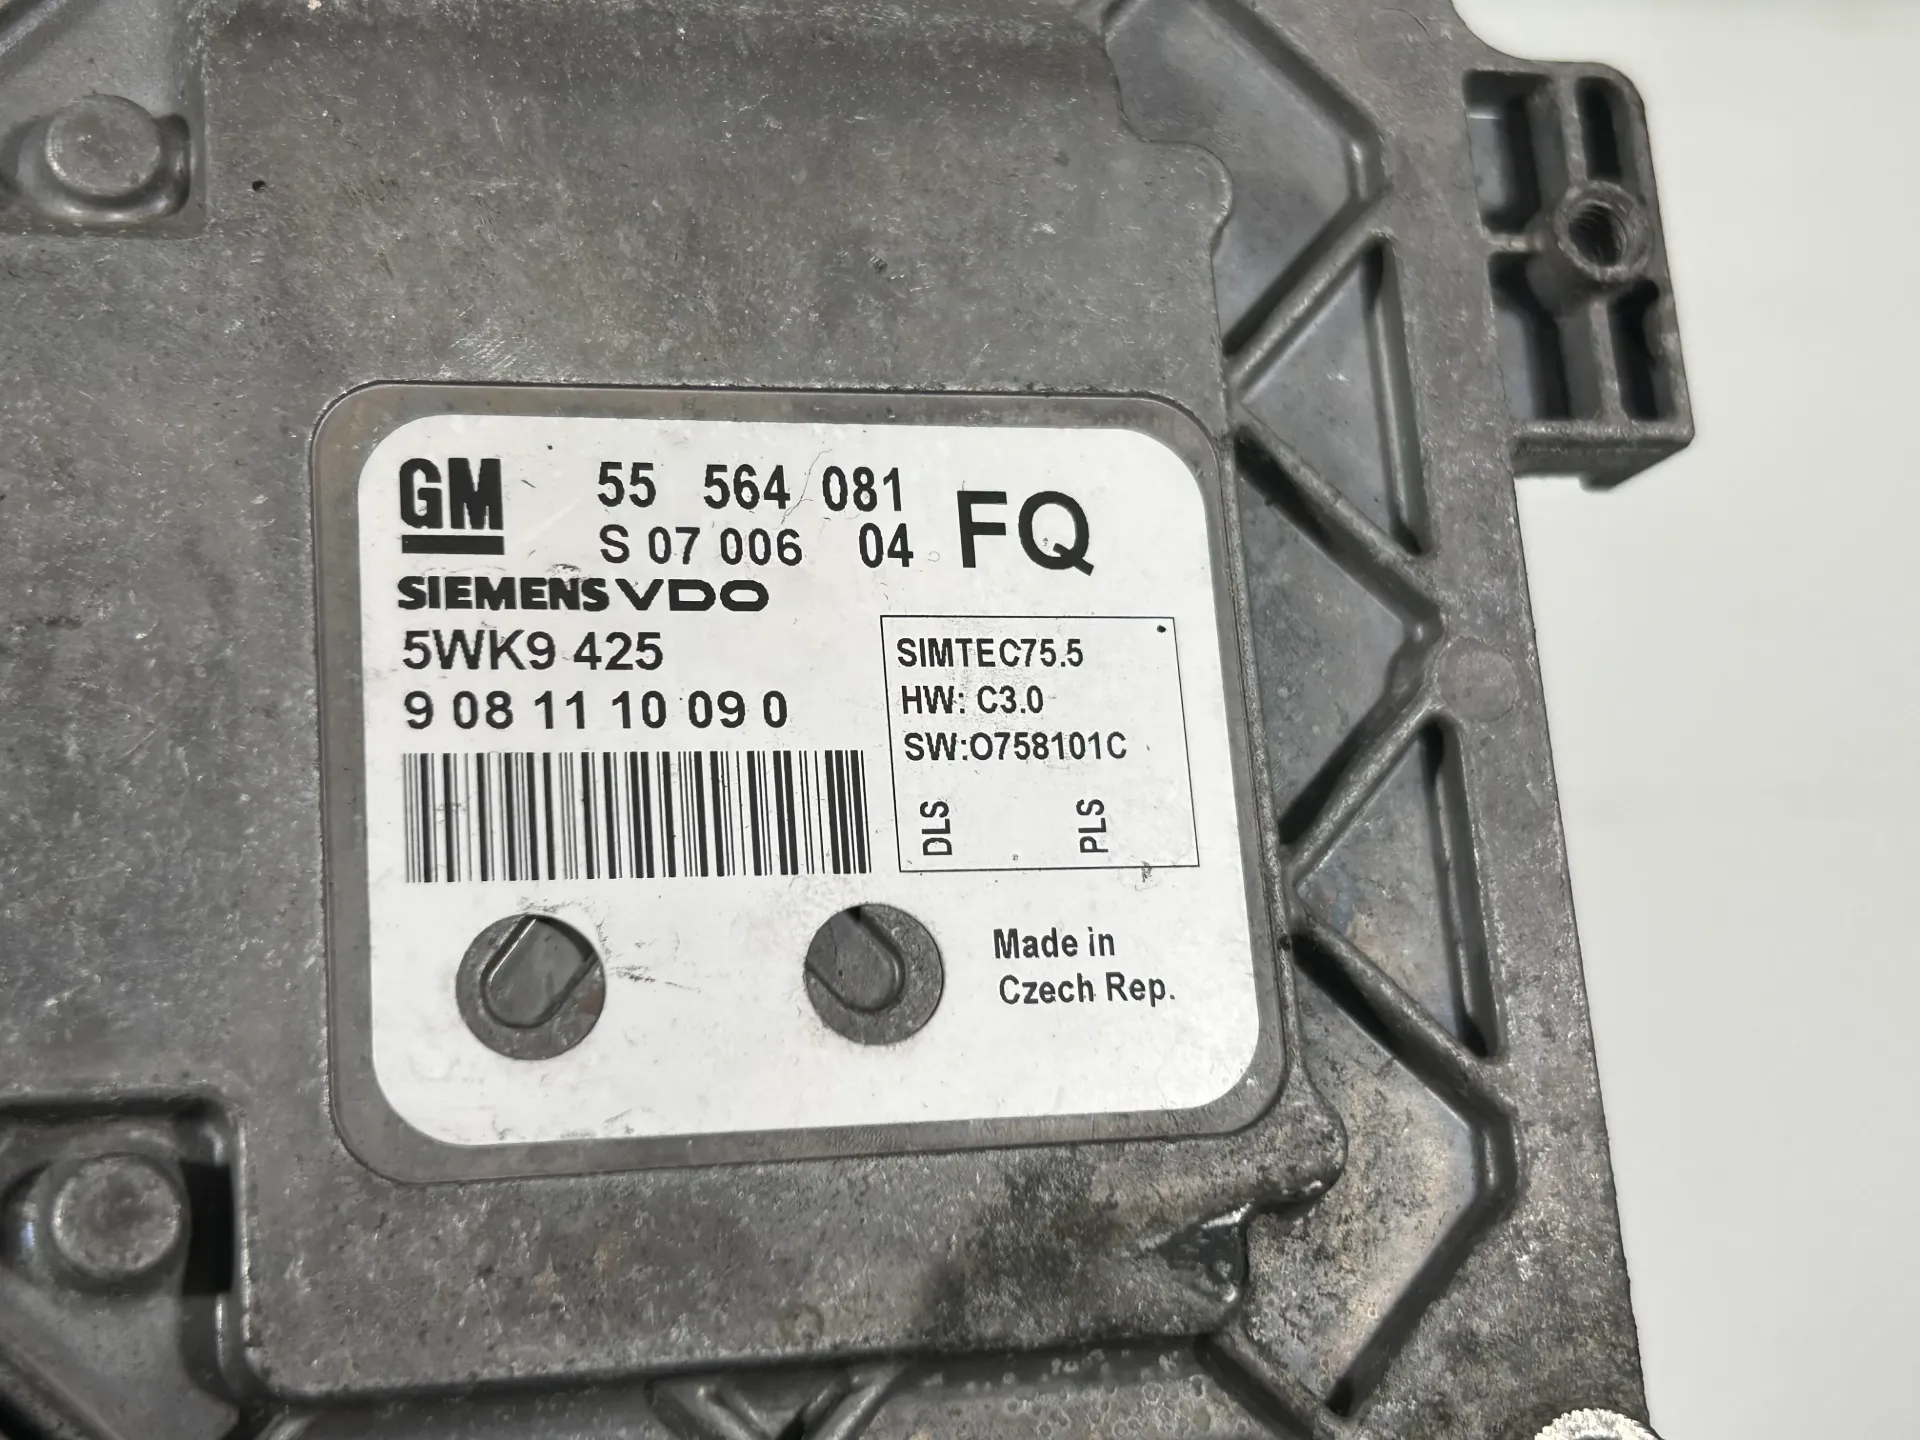 GM 55 564 081
S 07 006 04 FQ
SIEMENS VDO
5WK9 425
9 08 11 10 09 0
SIMTEC75.5
HW: C3.0
SW:O758101C
DLS PLS
Made in
Czech Rep.